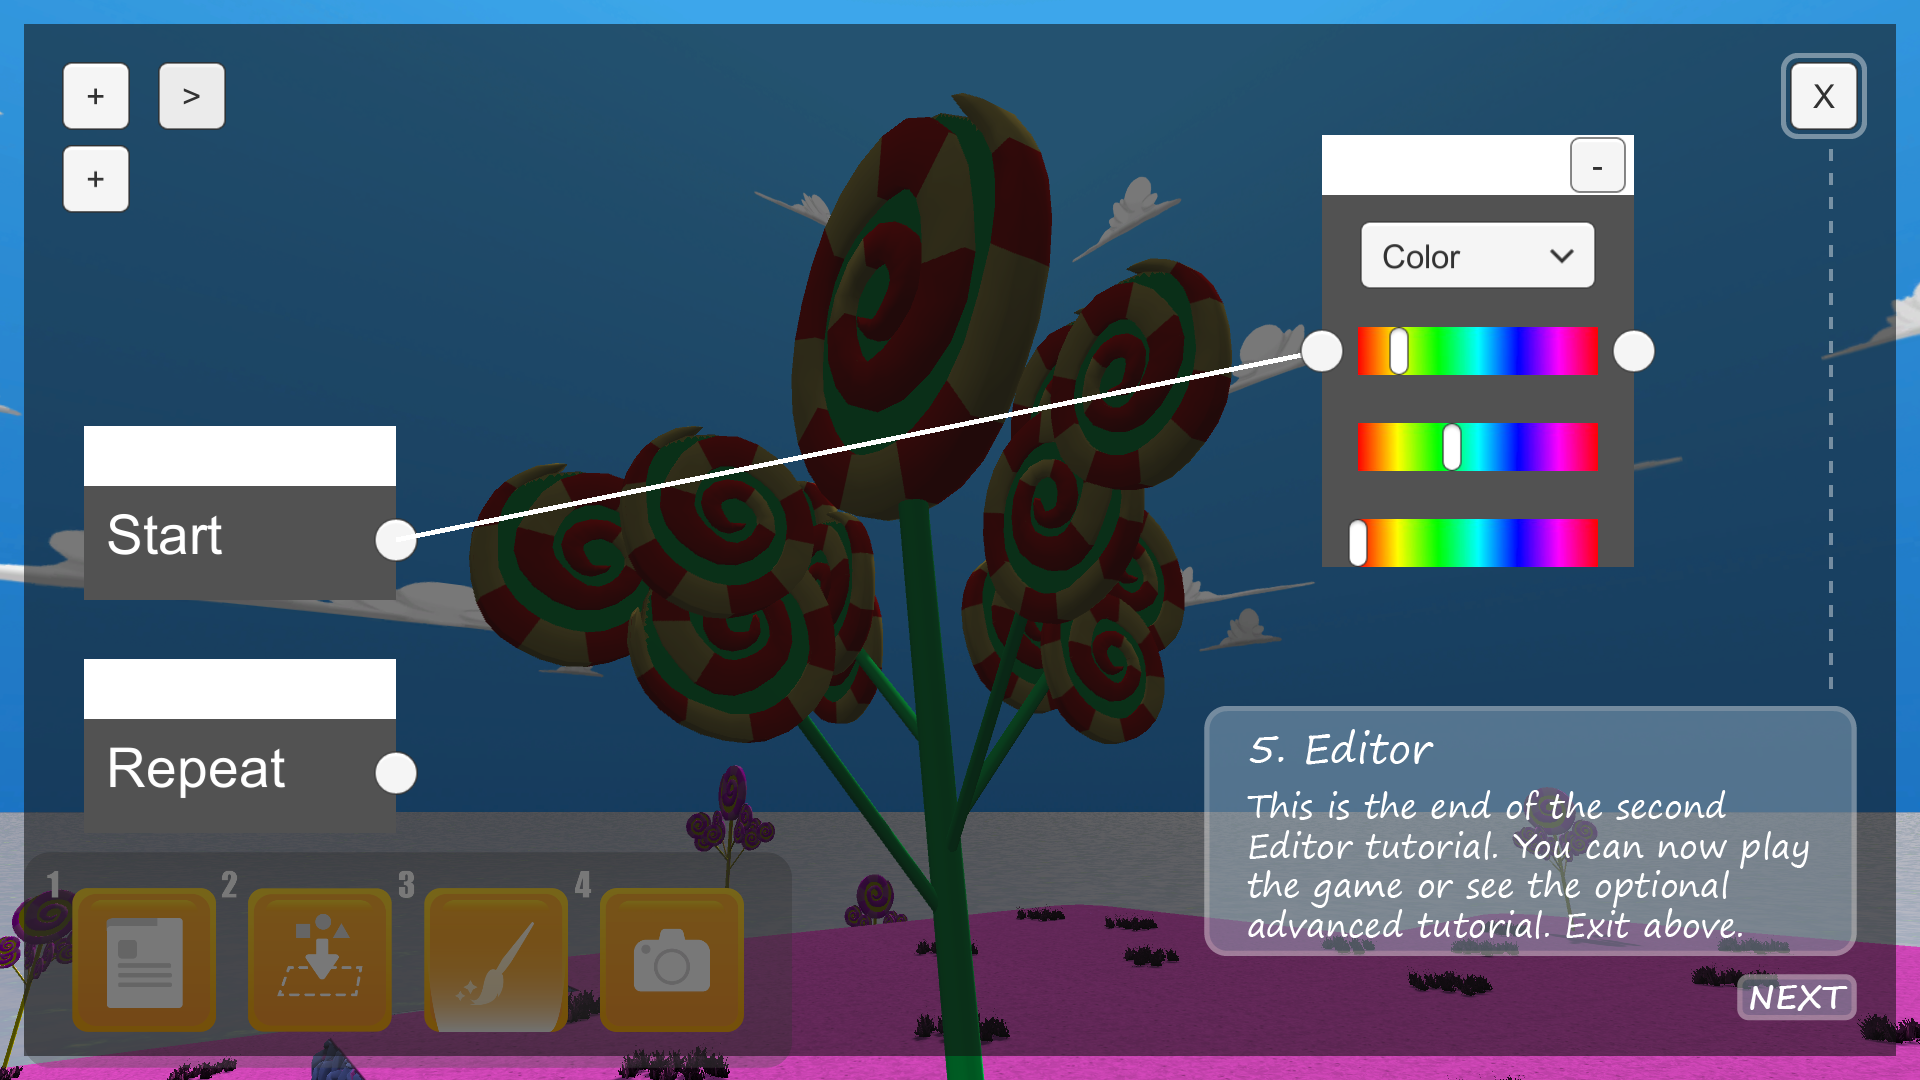 + > X
+
-
Color
Start
Repeat
5. Editor
This is the end of the second
Editor tutorial. You can now play
the game or see the optional
advanced tutorial. Exit above.
1 2 3 4
NEXT